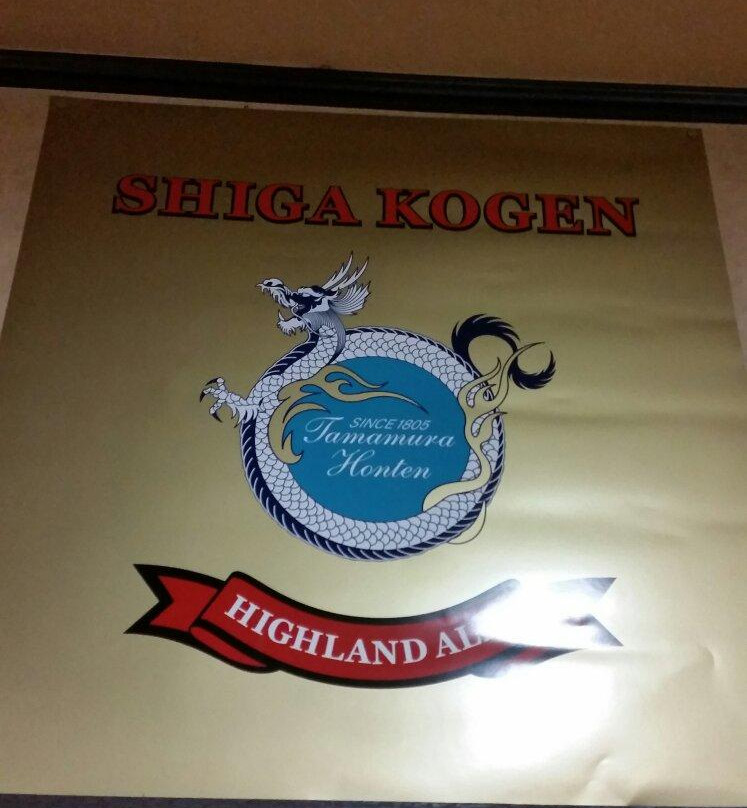 SHIGA KOGEN
SINCE 1805
Tamamura
Honten
HIGHLAND